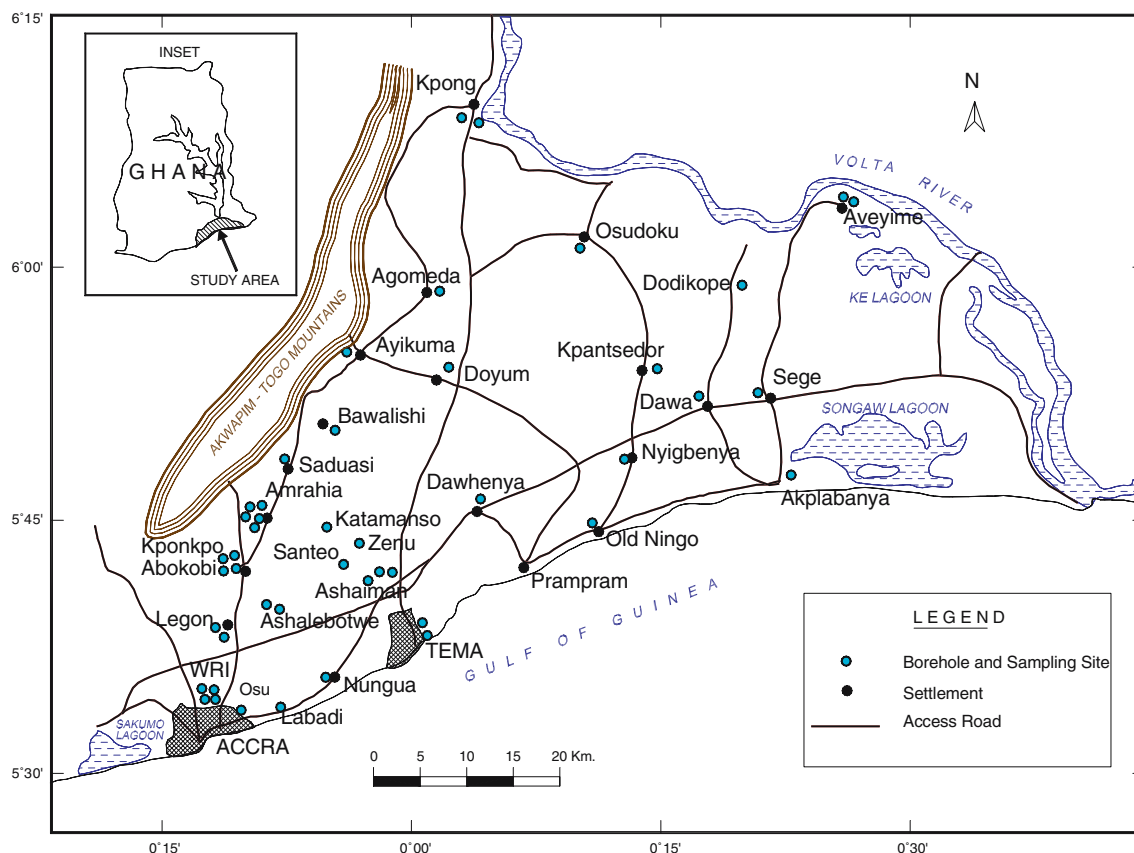 6°15'
INSET
GHANA
STUDY AREA
N
Kpong
VOLTA RIVER
Aveyime
Osudoku
6°00'
Agomeda
Dodikope
KE LAGOON
AKWAPIM - TOGO MOUNTAINS
Ayikuma
Kpantsedor
Doyum
Sege
Dawa
SONGAW LAGOON
Bawalishi
Saduasi
Nyigbenya
Amrahia
Dawhenya
Akplabanya
5°45'
Katamanso
Old Ningo
Kponkpo
Zenu
Santeo
Abokobi
Prampram
Ashaiman
Legon
Ashalebotwe
TEMA
GULF OF GUINEA
LEGEND
Borehole and Sampling Site
Settlement
Access Road
WRI
Nungua
Osu
Labadi
SAKUMO
LAGOON
ACCRA
0 5 10 15 20 Km.
5°30'
0°15' 0°00' 0°15' 0°30'